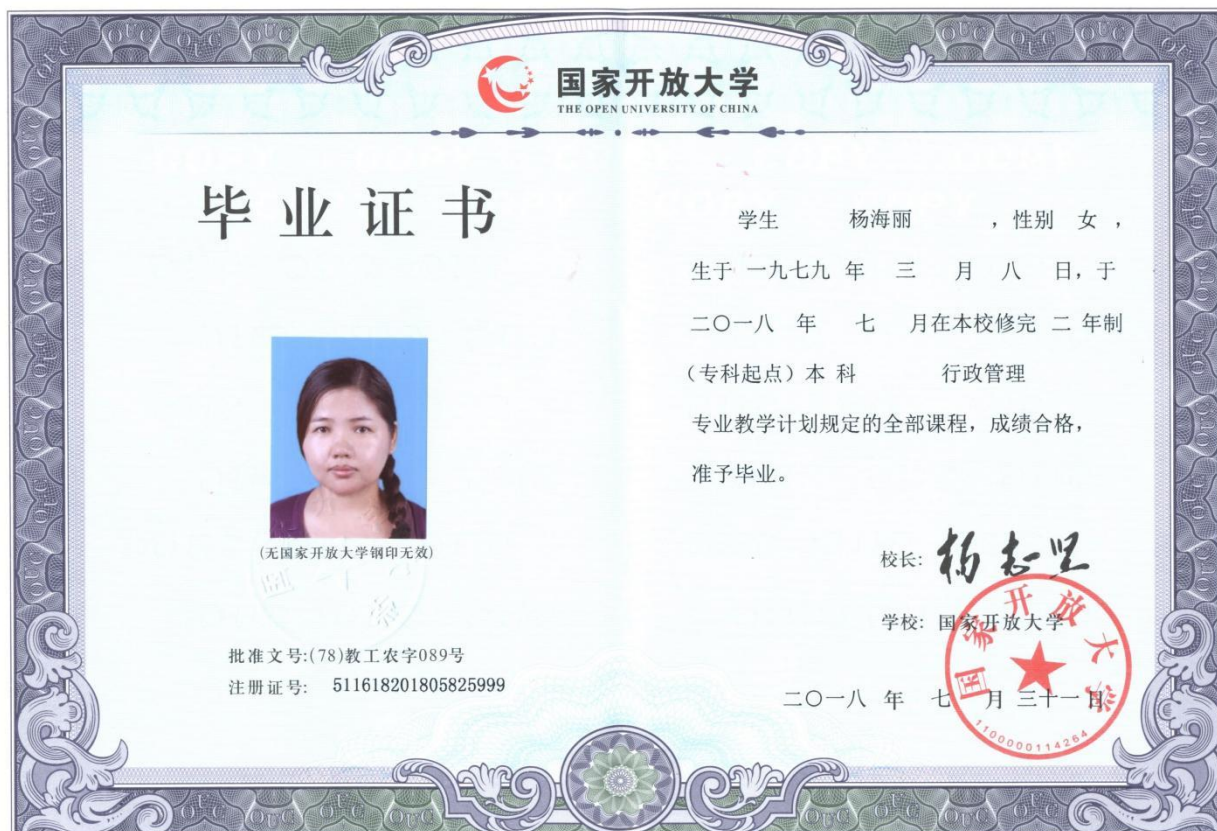 国家开放大学
THE OPEN UNIVERSITY OF CHINA
毕业证书
(无国家开放大学钢印无效)
批准文号:(78)教工农字089号
注册证号: 511618201805825999
学生 杨海丽 ，性别 女 ，
生于 一九七九 年 三 月 八 日，于
二〇一八 年 七 月在本校修完 二 年制
（专科起点）本 科 行政管理
专业教学计划规定的全部课程，成绩合格，
准予毕业。
校长: 杨志坚
学校: 国家开放大学
二〇一八 年 七 月 三十一 日
国家开放大学
1100000114264